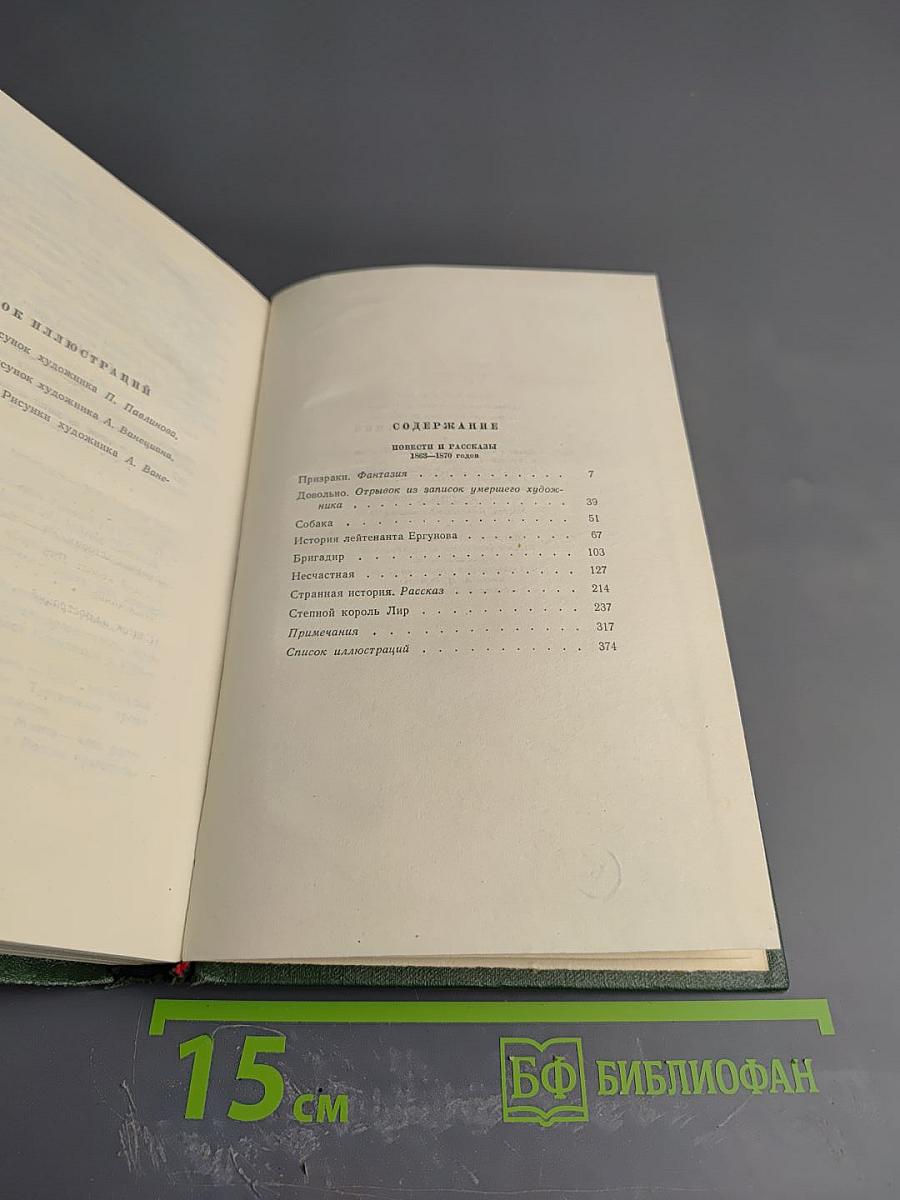 ОК ИЛЛЮСТРАЦИЙ
сунок художника П. Павлинова.
сунок художника А. Ванециана.
Рисунки художника А. Ване-
СОДЕРЖАНИЕ
ПОВЕСТИ И РАССКАЗЫ
1863—1870 годов
Призраки. Фантазия . . . . . . . . . . . 7
Довольно. Отрывок из записок умершего худож-
ника . . . . . . . . . . . . . . . . 39
Собака . . . . . . . . . . . . . . . . 51
История лейтенанта Ергунова . . . . . . . . 67
Бригадир . . . . . . . . . . . . . . . 103
Несчастная . . . . . . . . . . . . . . . 127
Странная история. Рассказ . . . . . . . . . 214
Степной король Лир . . . . . . . . . . . . 237
Примечания . . . . . . . . . . . . . . . 317
Список иллюстраций . . . . . . . . . . . . 374
15 см
БФ БИБЛИОФАН